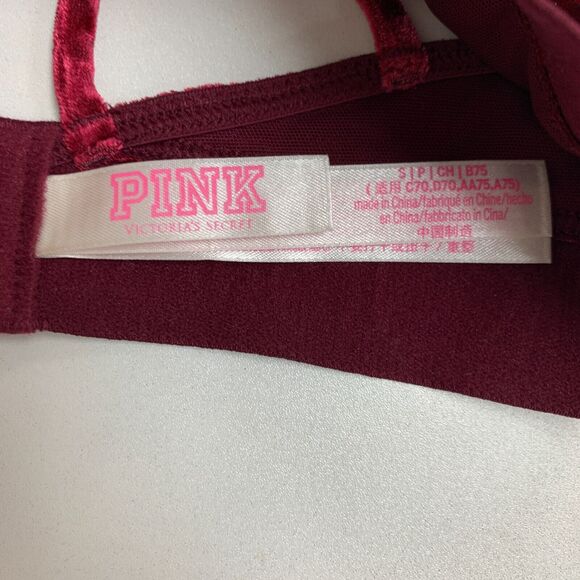 PINK
VICTORIA'S SECRET
S | P | CH | B75
(适用 C70,D70,AA75,A75)
made in China/fabriqué en Chine/hecho
en China/fabbricato in Cina/
中国制造